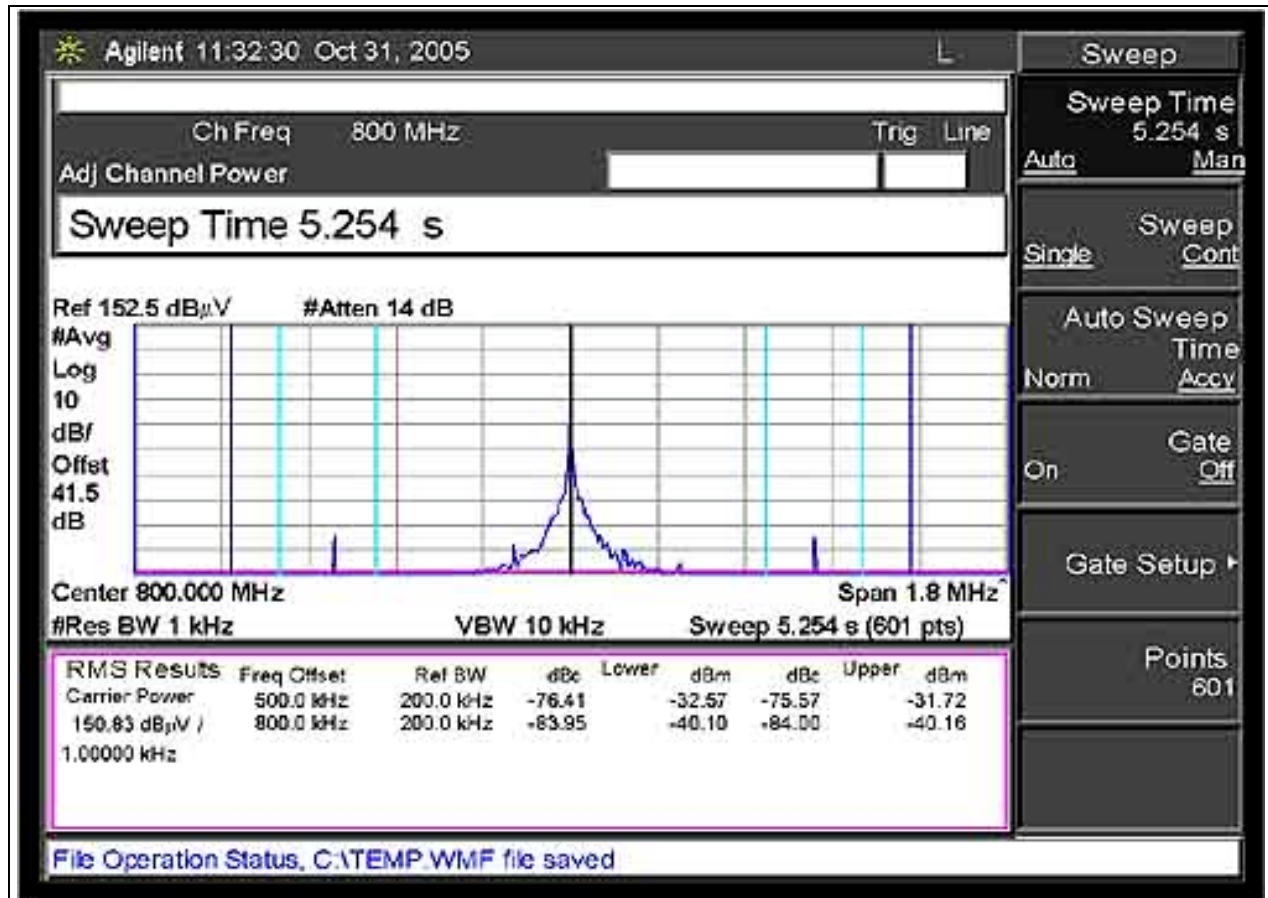 Agilent 11:32:30 Oct 31, 2005 L
Ch Freq 800 MHz Trig Line
Adj Channel Power
Sweep Time 5.254 s
Ref 152.5 dBµV #Atten 14 dB
#Avg
Log
10
dB/
Offst
41.5
dB
Center 800.000 MHz Span 1.8 MHz^
#Res BW 1 kHz VBW 10 kHz Sweep 5.254 s (601 pts)
RMS Results Freq Offset Ref BW dBc Lower dBm dBc Upper dBm
Carrier Power 500.0 kHz 200.0 kHz -76.41 -32.57 -75.57 -31.72
150.83 dBµV / 800.0 kHz 200.0 kHz -83.95 -40.10 -84.00 -40.16
1.00000 kHz
File Operation Status, C:\TEMP.WMF file saved
Sweep
Sweep Time
5.254 s
Auto Man
Sweep
Single Cont
Auto Sweep
Time
Norm Accy
Gate
On Off
Gate Setup
Points
601